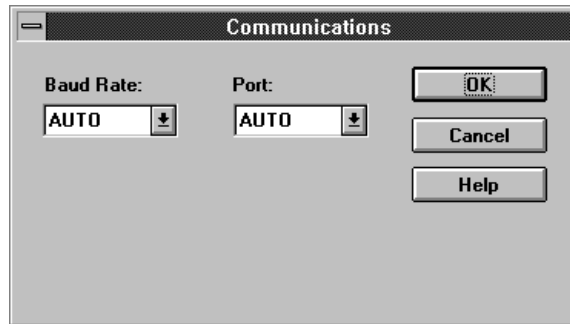 Communications
Baud Rate:
Port:
AUTO
AUTO
OK
Cancel
Help